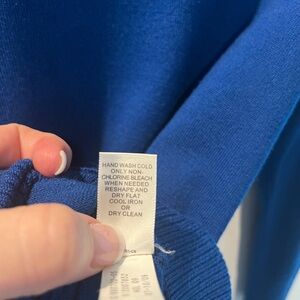 HAND WASH COLD
ONLY NON-
CHLORINE BLEACH
WHEN NEEDED
RESHAPE AND
DRY FLAT
COOL IRON
OR
DRY CLEAN